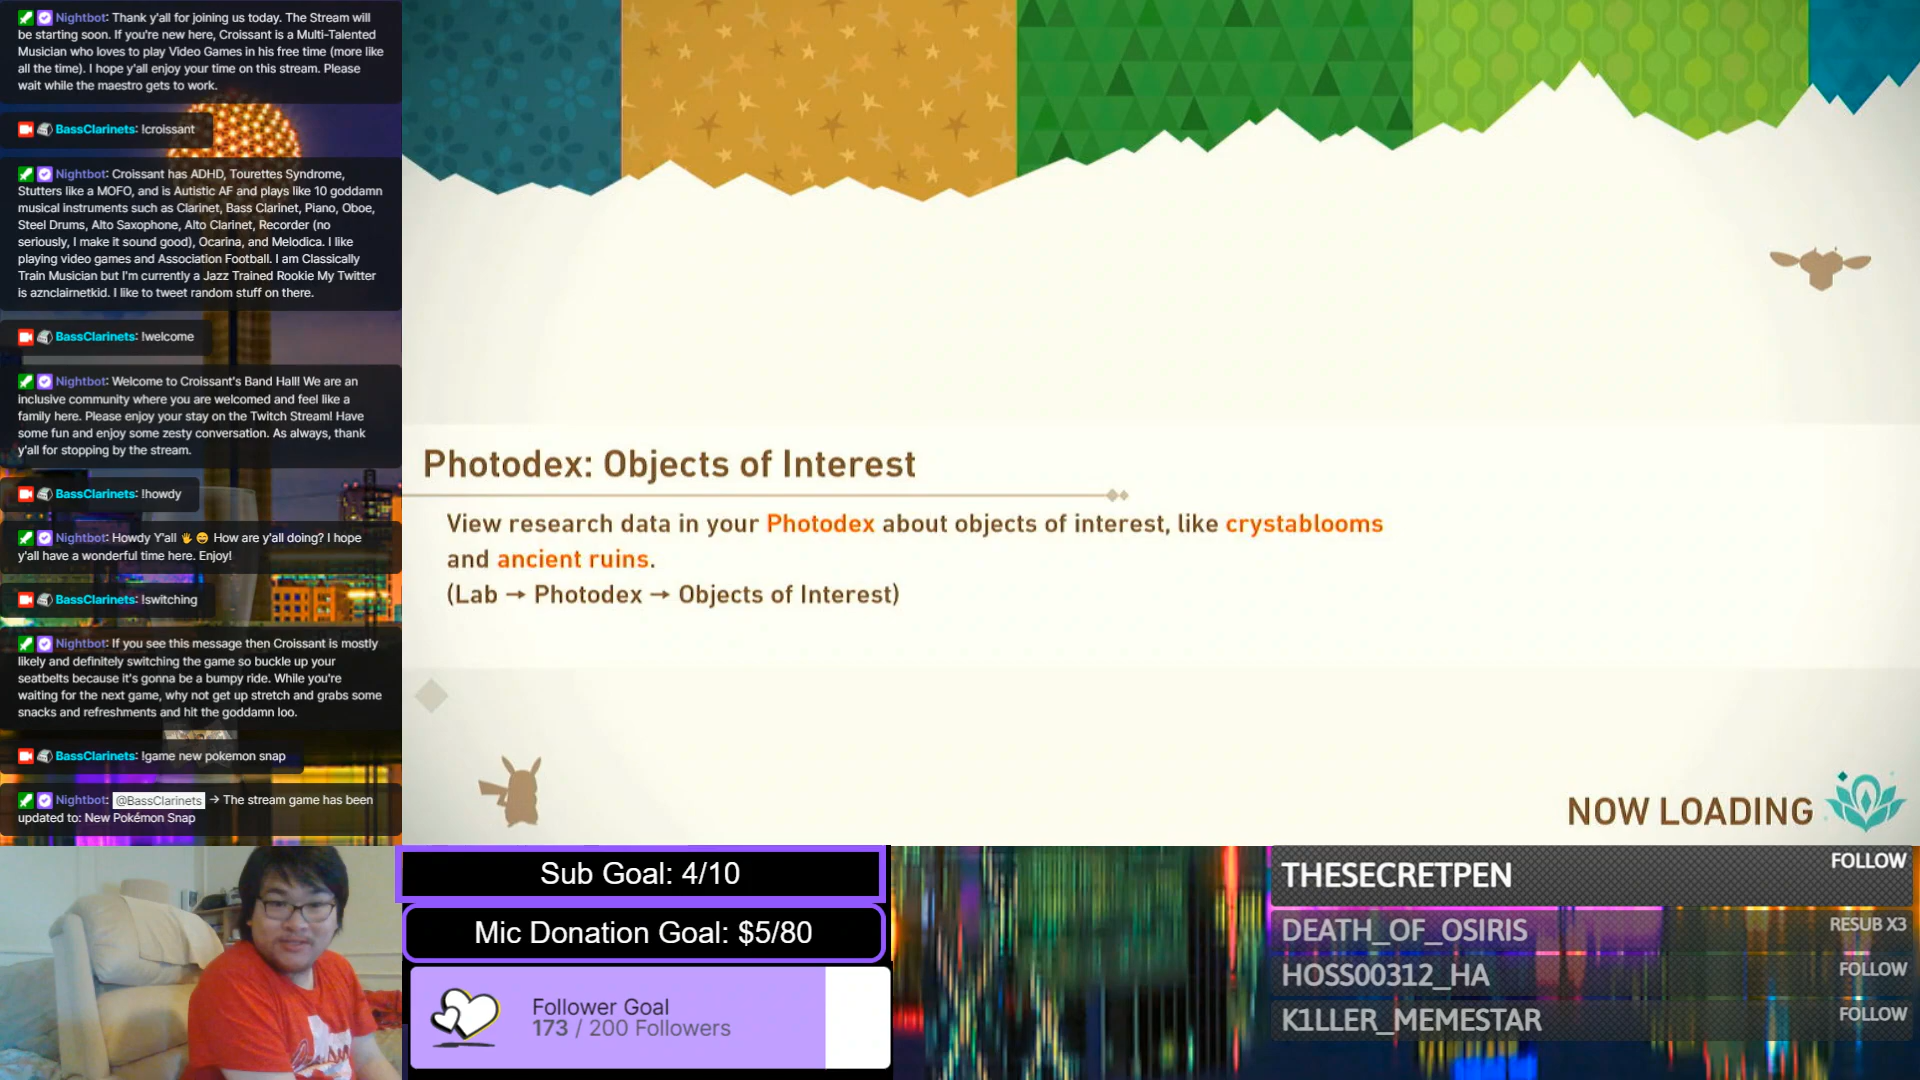 Nightbot: Thank y'all for joining us today. The Stream will
be starting soon. If you're new here, Croissant is a Multi-Talented
Musician who loves to play Video Games in his free time (more like
all the time). I hope y'all enjoy your time on this stream. Please
wait while the maestro gets to work.
BassClarinets: !croissant
Nightbot: Croissant has ADHD, Tourettes Syndrome,
Stutters like a MOFO, and is Autistic AF and plays like 10 goddamn
musical instruments such as Clarinet, Bass Clarinet, Piano, Oboe,
Steel Drums, Alto Saxophone, Alto Clarinet, Recorder (no
seriously, I make it sound good), Ocarina, and Melodica. I like
playing video games and Association Football. I am Classically
Train Musician but I'm currently a Jazz Trained Rookie My Twitter
is aznclairnetkid. I like to tweet random stuff on there.
BassClarinets: !welcome
Nightbot: Welcome to Croissant's Band Hall! We are an
inclusive community where you are welcomed and feel like a
family here. Please enjoy your stay on the Twitch Stream! Have
some fun and enjoy some zesty conversation. As always, thank
y'all for stopping by the stream.
BassClarinets: !howdy
Nightbot: Howdy Y'all 🖐 😄 How are y'all doing? I hope
y'all have a wonderful time here. Enjoy!
BassClarinets: !switching
Nightbot: If you see this message then Croissant is mostly
likely and definitely switching the game so buckle up your
seatbelts because it's gonna be a bumpy ride. While you're
waiting for the next game, why not get up stretch and grabs some
snacks and refreshments and hit the goddamn loo.
BassClarinets: !game new pokemon snap
Nightbot: @BassClarinets → The stream game has been
updated to: New Pokémon Snap
Photodex: Objects of Interest
View research data in your Photodex about objects of interest, like crystablooms
and ancient ruins.
(Lab → Photodex → Objects of Interest)
NOW LOADING
Sub Goal: 4/10
Mic Donation Goal: $5/80
Follower Goal
173 / 200 Followers
THESECRETPEN FOLLOW
DEATH_OF_OSIRIS RESUB X3
HOSS00312_HA FOLLOW
K1LLER_MEMESTAR FOLLOW